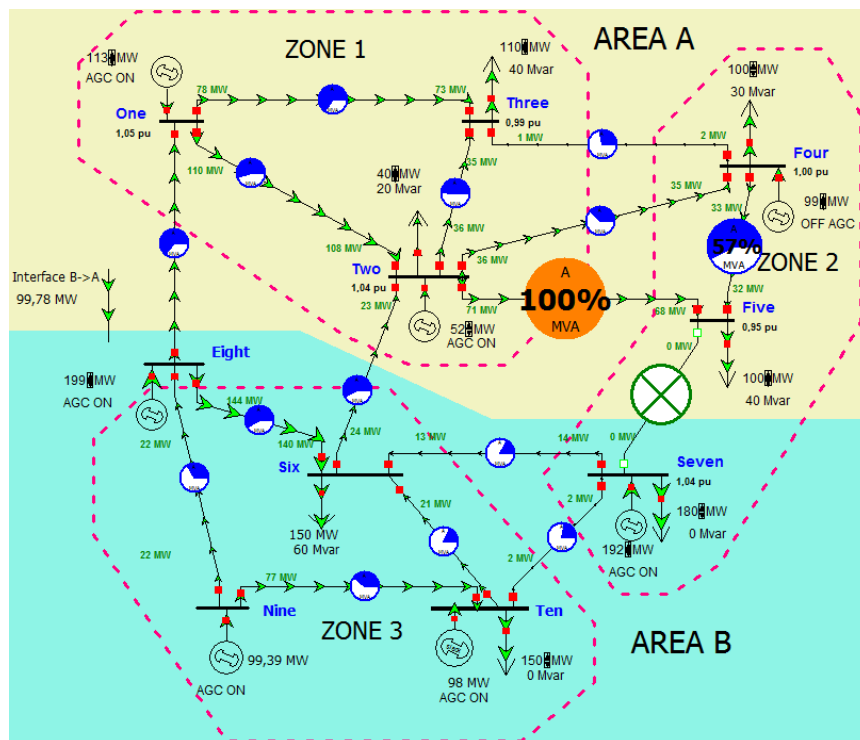 ZONE 1
AREA A
113 MW
AGC ON
110 MW
40 Mvar
100 MW
30 Mvar
78 MW
73 MW
One
1,05 pu
Three
0,99 pu
1 MW
2 MW
Four
1,00 pu
110 MW
35 MW
40 MW
20 Mvar
35 MW
33 MW
99 MW
OFF AGC
36 MW
108 MW
36 MW
A
57%
MVA
ZONE 2
Two
1,04 pu
23 MW
71 MW
A
100%
MVA
68 MW
32 MW
Five
0,95 pu
Interface B->A
99,78 MW
52 MW
AGC ON
0 MW
Eight
199 MW
AGC ON
100 MW
40 Mvar
144 MW
140 MW
24 MW
22 MW
13 MW
14 MW
0 MW
Six
Seven
1,04 pu
21 MW
2 MW
150 MW
60 Mvar
180 MW
0 Mvar
192 MW
AGC ON
22 MW
2 MW
77 MW
Nine
Ten
ZONE 3
AREA B
99,39 MW
AGC ON
98 MW
AGC ON
150 MW
0 Mvar